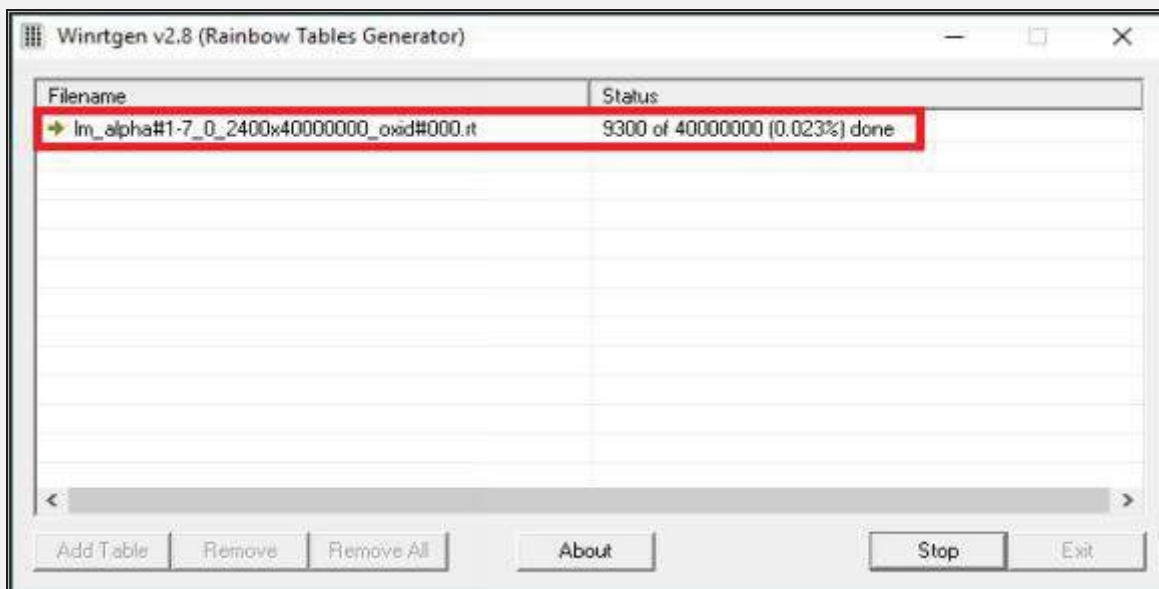 Winrtgen v2.8 (Rainbow Tables Generator)
Filename Status
lm_alpha#1-7_0_2400x40000000_oxid#000.rt 9300 of 40000000 (0.023%) done
Add Table Remove Remove All About Stop Exit